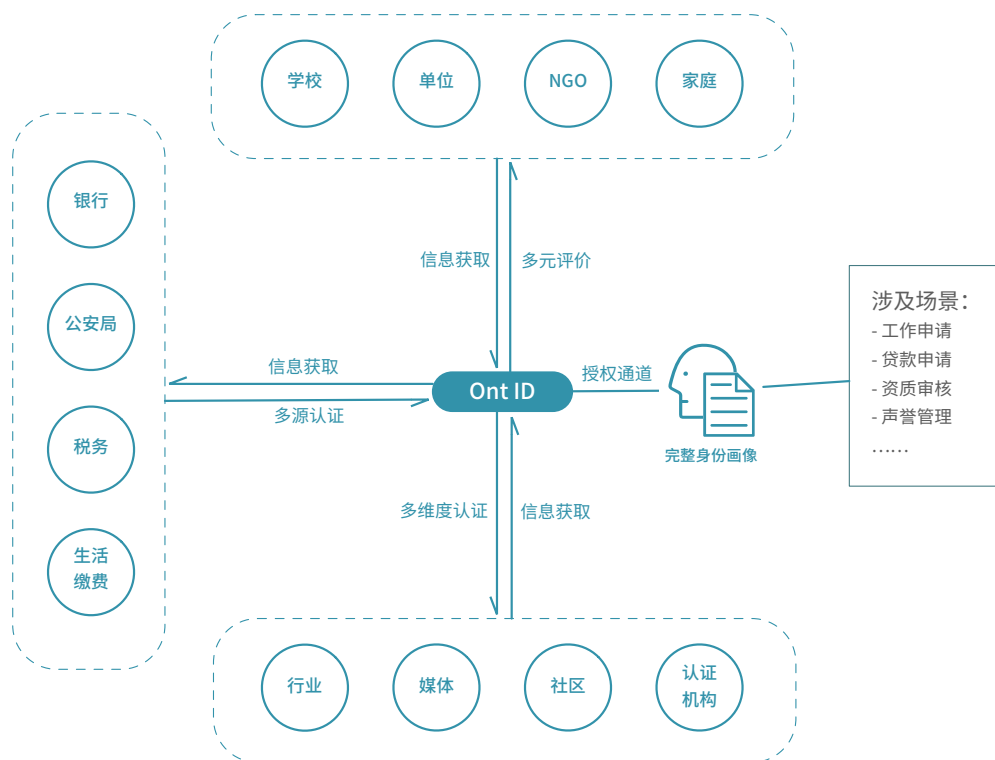 学校
单位
NGO
家庭
银行
公安局
税务
生活
缴费
信息获取
多元评价
信息获取
多源认证
Ont ID
授权通道
完整身份画像
涉及场景：
- 工作申请
- 贷款申请
- 资质审核
- 声誉管理
……
多维度认证
信息获取
行业
媒体
社区
认证
机构